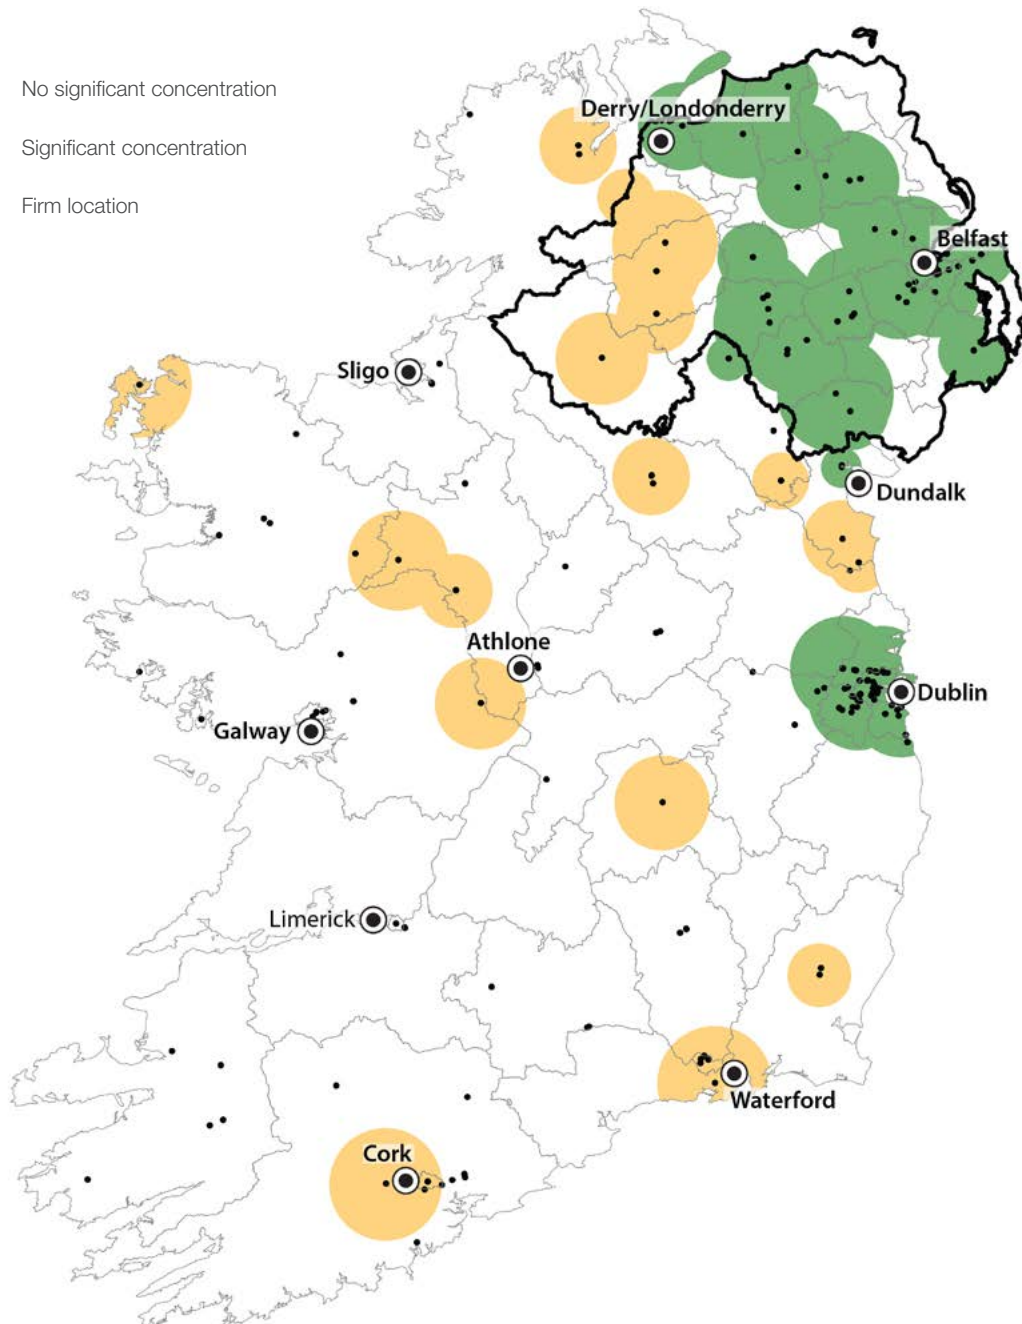 No significant concentration
Significant concentration
Firm location
Derry/Londonderry
Belfast
Sligo
Dundalk
Athlone
Dublin
Galway
Limerick
Waterford
Cork